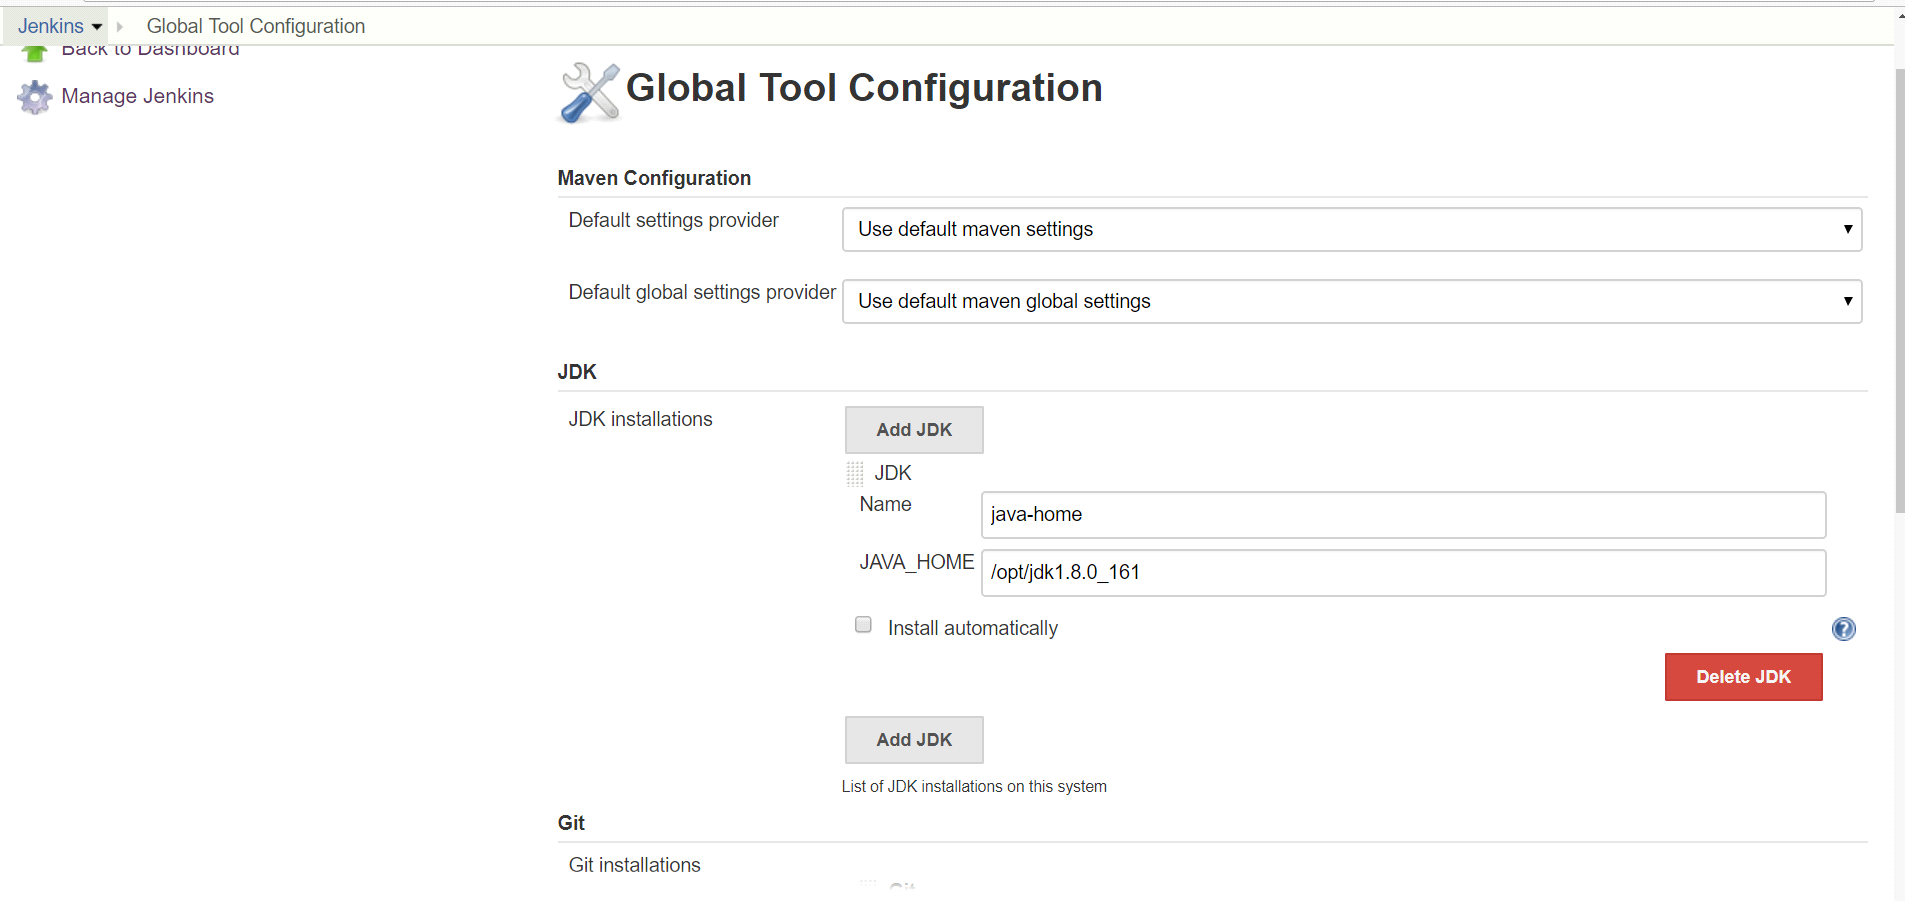 Jenkins Global Tool Configuration
Back to Dashboard
Manage Jenkins
Global Tool Configuration
Maven Configuration
Default settings provider Use default maven settings
Default global settings provider Use default maven global settings
JDK
JDK installations Add JDK
JDK
Name java-home
JAVA_HOME /opt/jdk1.8.0_161
Install automatically ?
Delete JDK
Add JDK
List of JDK installations on this system
Git
Git installations
Git